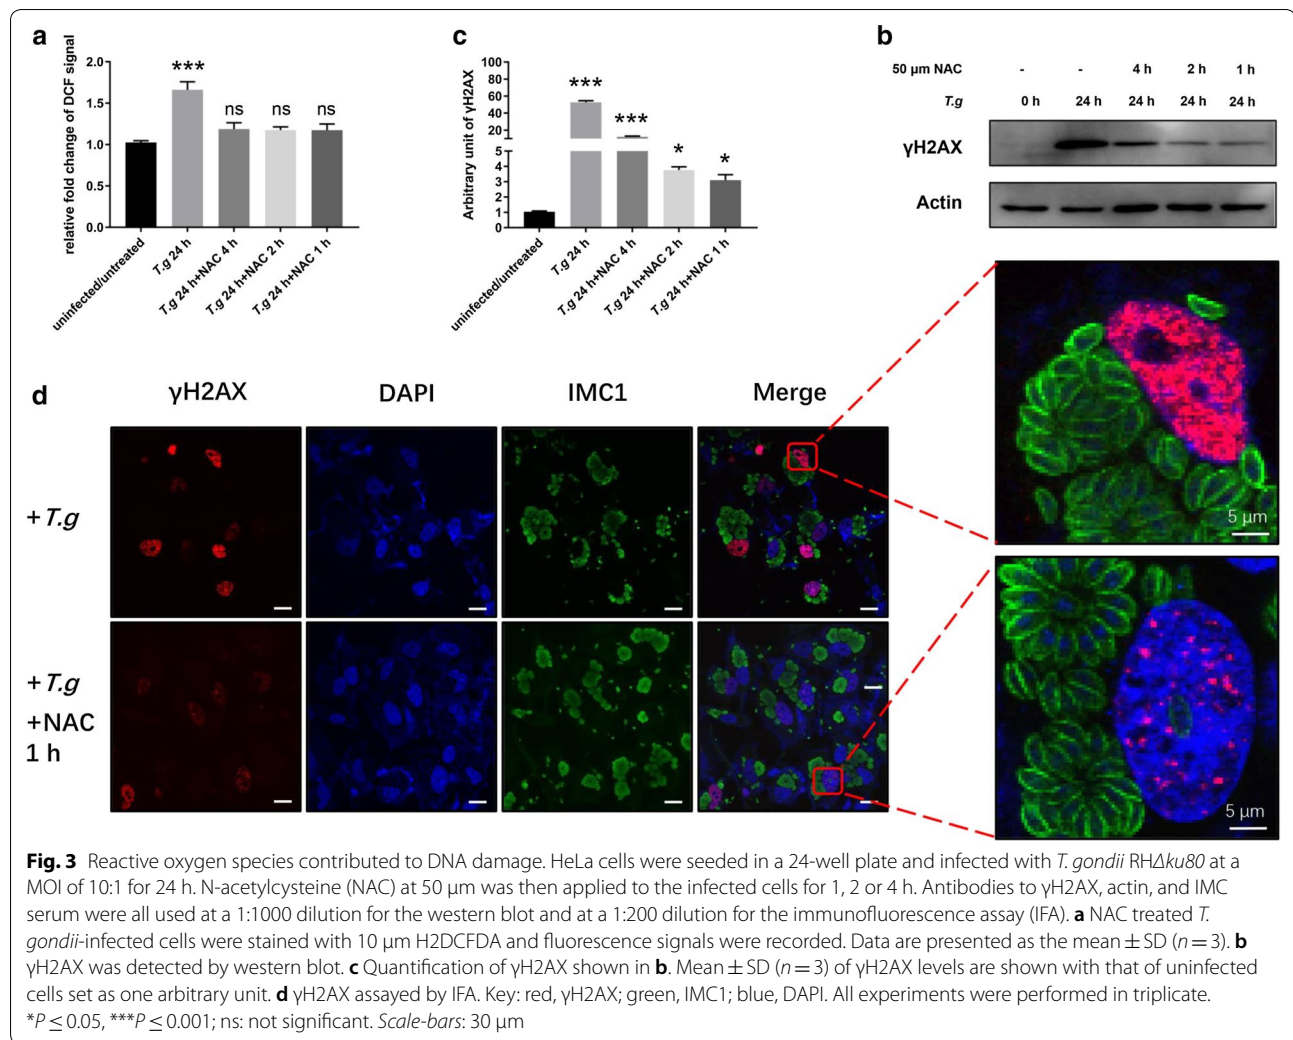 a
relative fold change of DCF signal
2.0
1.5
1.0
0.5
0.0
***
ns
ns
ns
uninfected/untreated
T.g 24 h
T.g 24 h+NAC 4 h
T.g 24 h+NAC 2 h
T.g 24 h+NAC 1 h
c
Arbitrary unit of γH2AX
100
80
60
40
20
5
4
3
2
1
0
***
***
*
*
uninfected/untreated
T.g 24 h
T.g 24 h+NAC 4 h
T.g 24 h+NAC 2 h
T.g 24 h+NAC 1 h
b
50 μm NAC - - 4 h 2 h 1 h
T.g 0 h 24 h 24 h 24 h 24 h
γH2AX
Actin
d
γH2AX DAPI IMC1 Merge
+T.g
+T.g
+NAC
1 h
5 μm
5 μm
Fig. 3 Reactive oxygen species contributed to DNA damage. HeLa cells were seeded in a 24-well plate and infected with T. gondii RHΔku80 at a
MOI of 10:1 for 24 h. N-acetylcysteine (NAC) at 50 μm was then applied to the infected cells for 1, 2 or 4 h. Antibodies to γH2AX, actin, and IMC
serum were all used at a 1:1000 dilution for the western blot and at a 1:200 dilution for the immunofluorescence assay (IFA). a NAC treated T.
gondii-infected cells were stained with 10 μm H2DCFDA and fluorescence signals were recorded. Data are presented as the mean ± SD (n = 3). b
γH2AX was detected by western blot. c Quantification of γH2AX shown in b. Mean ± SD (n = 3) of γH2AX levels are shown with that of uninfected
cells set as one arbitrary unit. d γH2AX assayed by IFA. Key: red, γH2AX; green, IMC1; blue, DAPI. All experiments were performed in triplicate.
*P ≤ 0.05, ***P ≤ 0.001; ns: not significant. Scale-bars: 30 μm